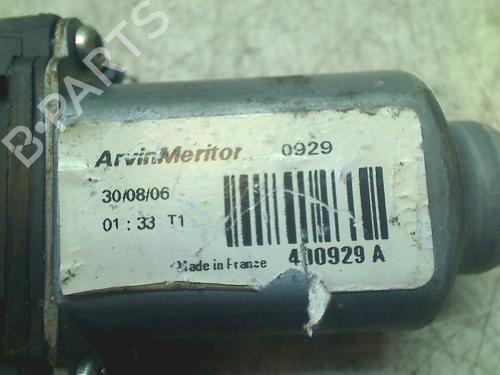 B-PARTS
ArvinMeritor 0929
30/08/06
01:33 T1
Made in France 400929 A